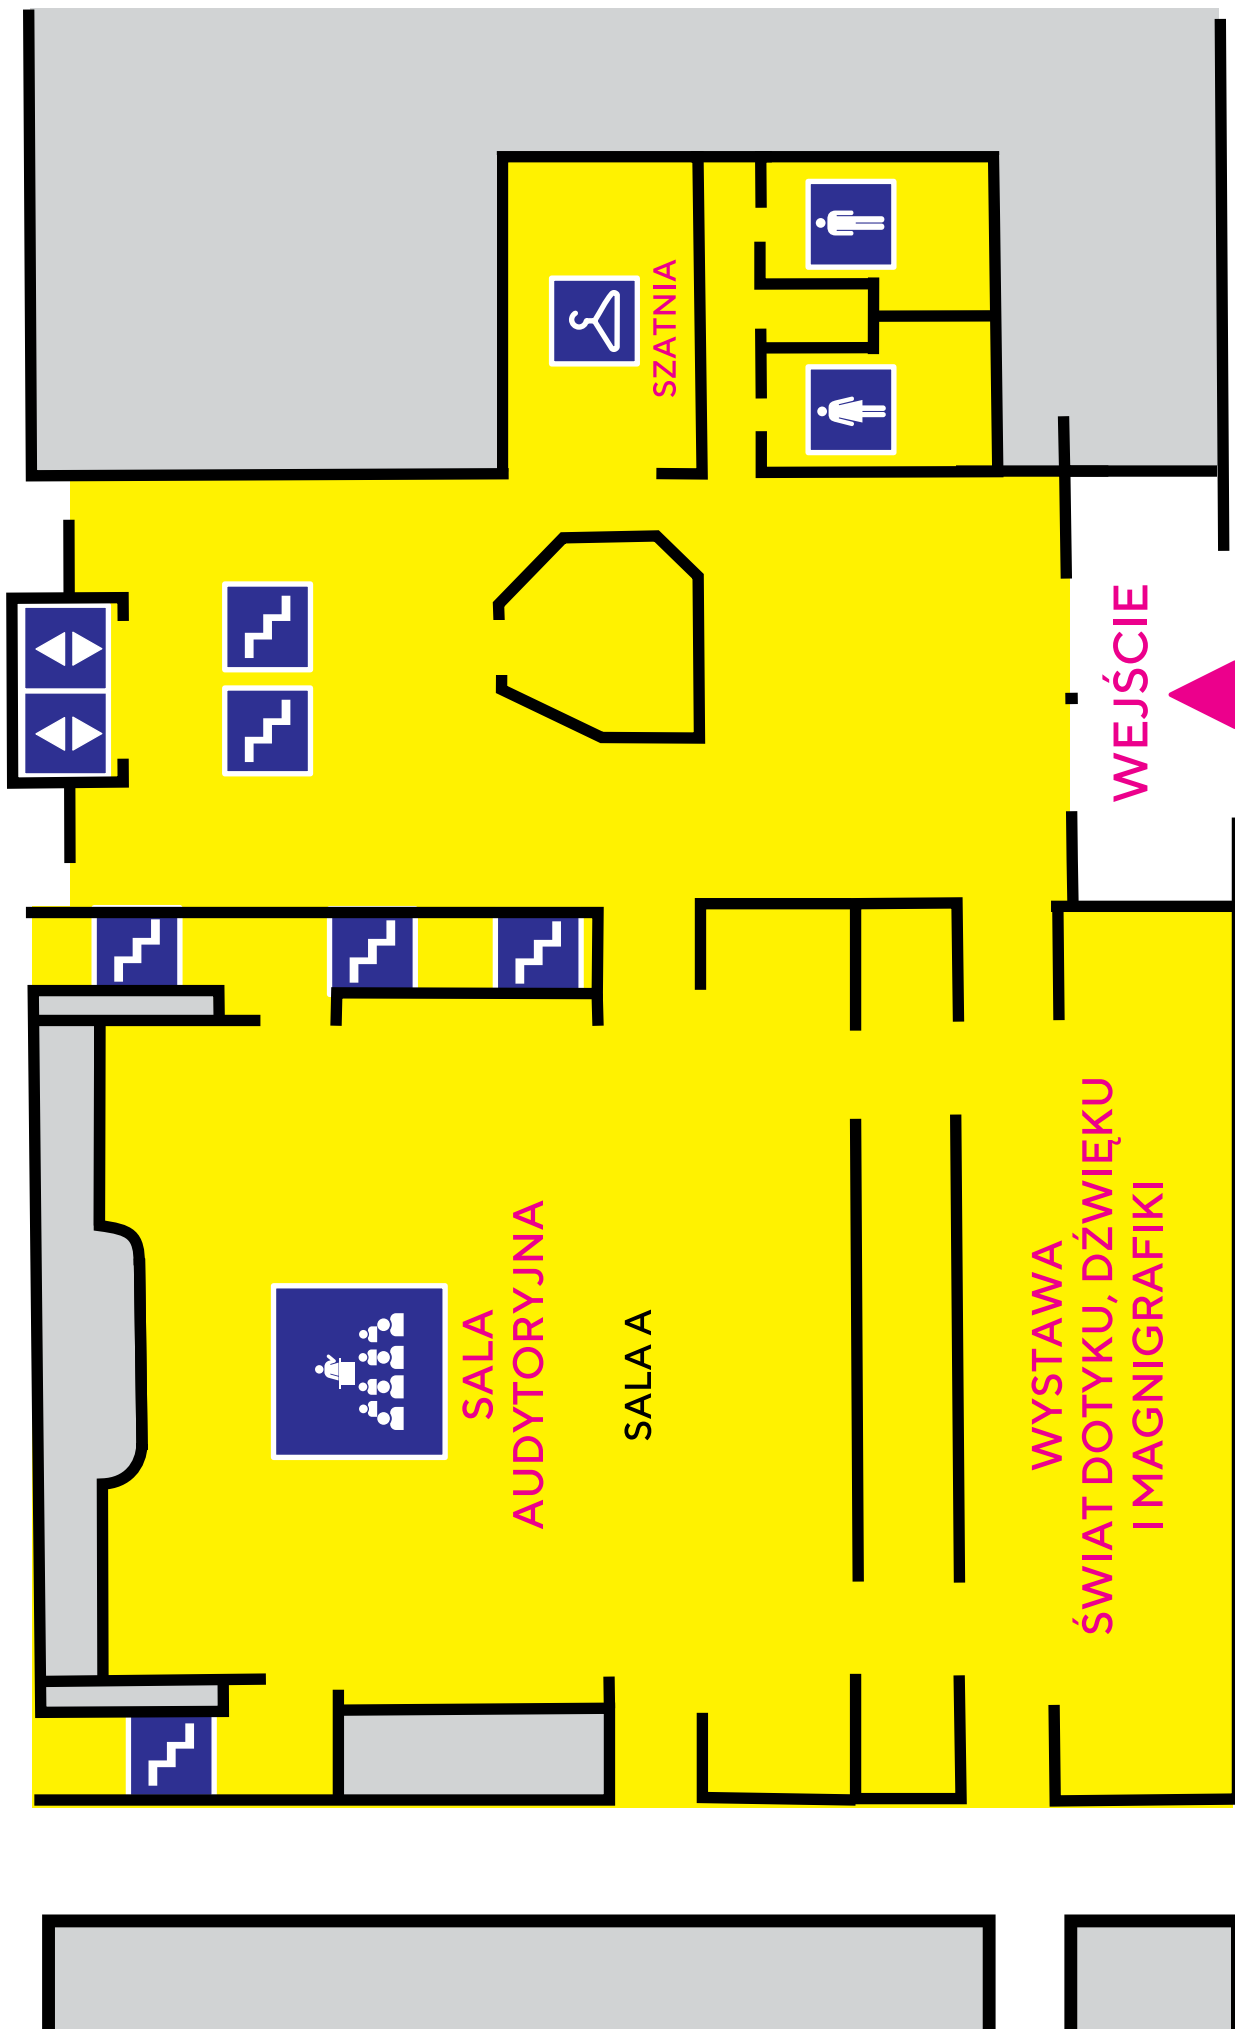 SZATNIA
WEJŚCIE
SALA
AUDYTORYJNA
SALA A
WYSTAWA
ŚWIAT DOTYKU, DŹWIĘKU
I MAGNIGRAFIKI